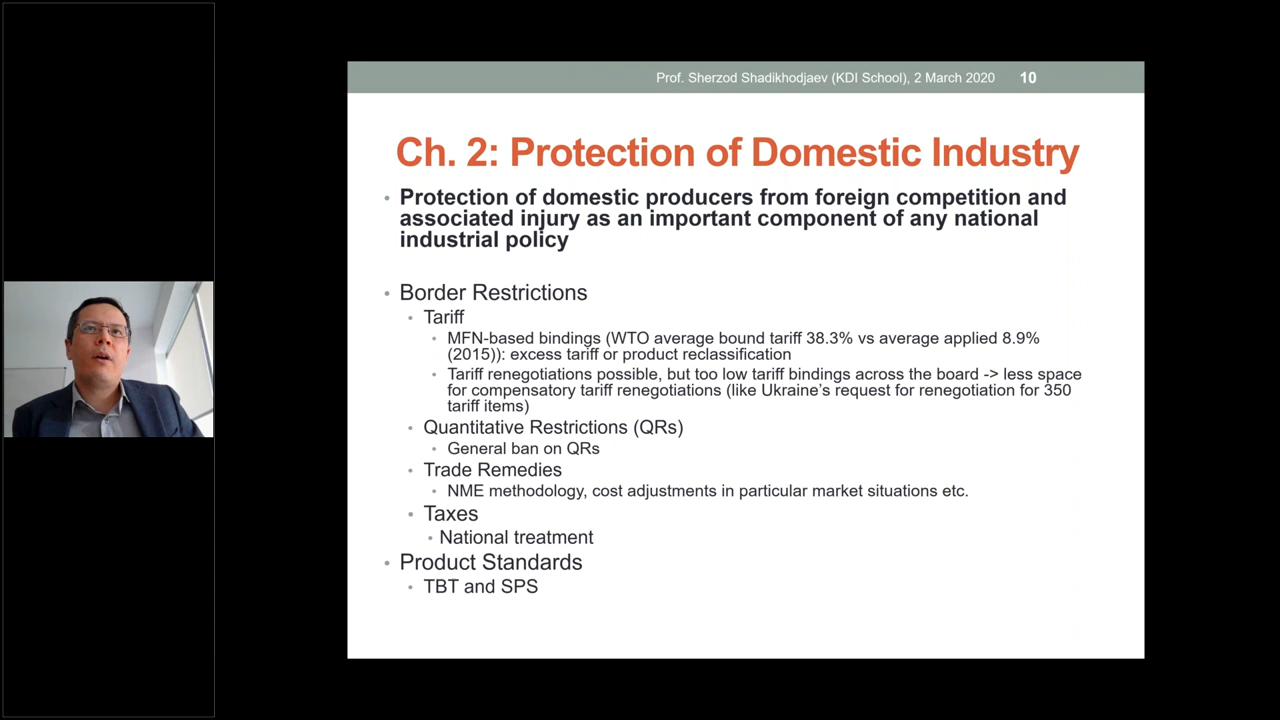 Prof. Sherzod Shadikhodjaev (KDI School), 2 March 2020 10
Ch. 2: Protection of Domestic Industry
• Protection of domestic producers from foreign competition and
associated injury as an important component of any national
industrial policy
• Border Restrictions
• Tariff
• MFN-based bindings (WTO average bound tariff 38.3% vs average applied 8.9%
(2015)): excess tariff or product reclassification
• Tariff renegotiations possible, but too low tariff bindings across the board -> less space
for compensatory tariff renegotiations (like Ukraine’s request for renegotiation for 350
tariff items)
• Quantitative Restrictions (QRs)
• General ban on QRs
• Trade Remedies
• NME methodology, cost adjustments in particular market situations etc.
• Taxes
• National treatment
• Product Standards
• TBT and SPS